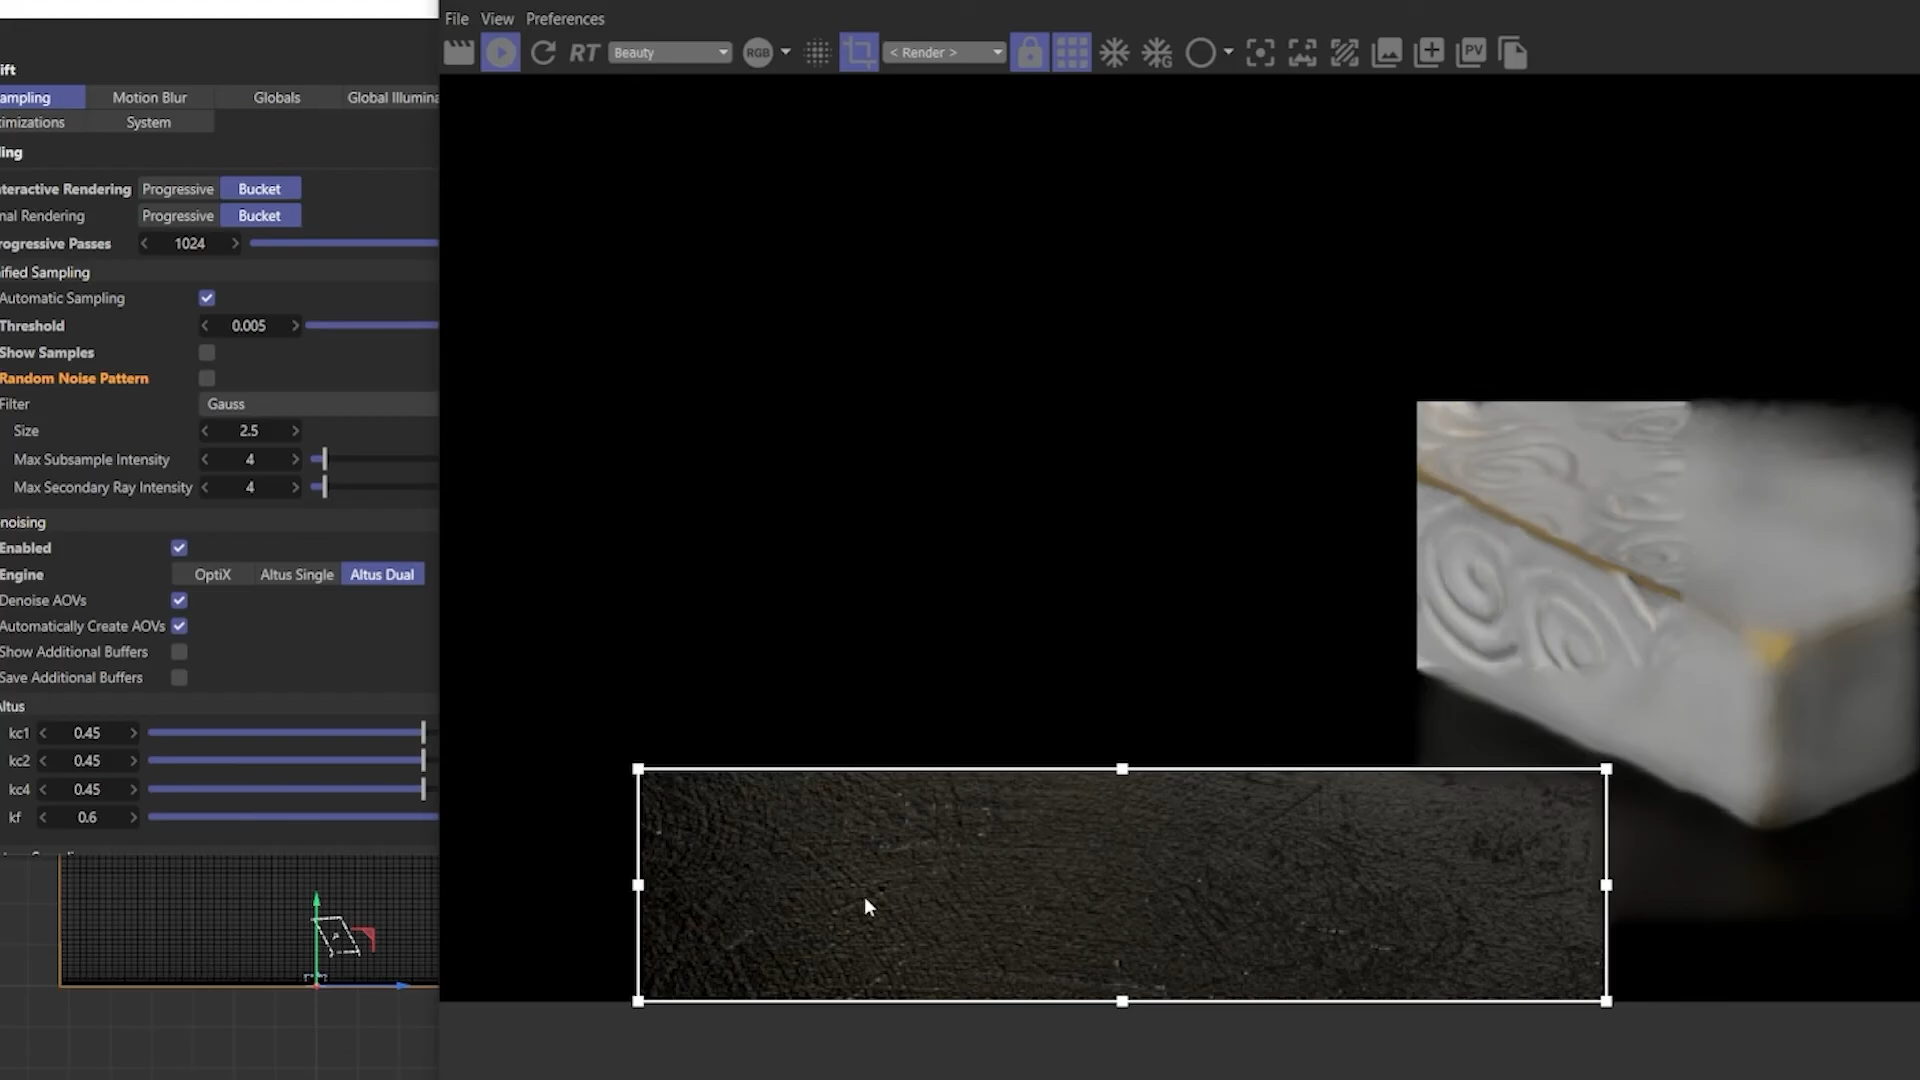 File View Preferences
RT Beauty RGB < Render > G PV
ift
ampling Motion Blur Globals Global Illumina
imizations System
ling
nteractive Rendering Progressive Bucket
nal Rendering Progressive Bucket
rogressive Passes 1024
ified Sampling
Automatic Sampling
Threshold 0.005
Show Samples
Random Noise Pattern
Filter Gauss
Size 2.5
Max Subsample Intensity 4
Max Secondary Ray Intensity 4
noising
Enabled
Engine OptiX Altus Single Altus Dual
Denoise AOVs
Automatically Create AOVs
Show Additional Buffers
Save Additional Buffers
Altus
kc1 0.45
kc2 0.45
kc4 0.45
kf 0.6